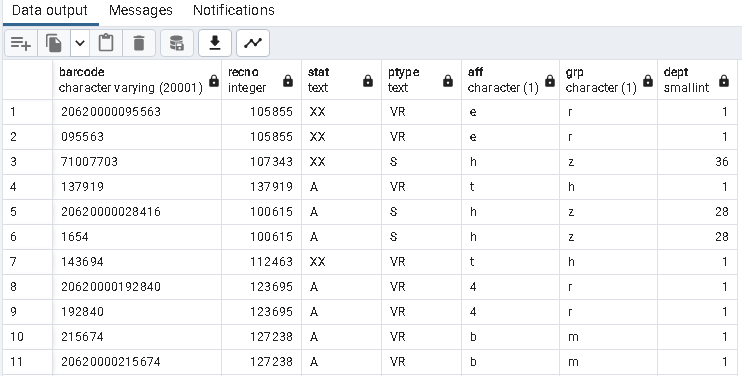 Data output Messages Notifications
barcode recno stat ptype aff grp dept
character varying (20001) integer text text character (1) character (1) smallint
1 20620000095563 105855 XX VR e r 1
2 095563 105855 XX VR e r 1
3 71007703 107343 XX S h z 36
4 137919 137919 A VR t h 1
5 20620000028416 100615 A S h z 28
6 1654 100615 A S h z 28
7 143694 112463 XX VR t h 1
8 20620000192840 123695 A VR 4 r 1
9 192840 123695 A VR 4 r 1
10 215674 127238 A VR b m 1
11 20620000215674 127238 A VR b m 1